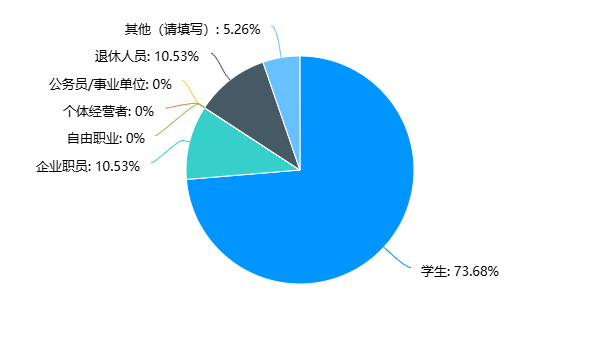 其他（请填写）: 5.26%
退休人员: 10.53%
公务员/事业单位: 0%
个体经营者: 0%
自由职业: 0%
企业职员: 10.53%
学生: 73.68%